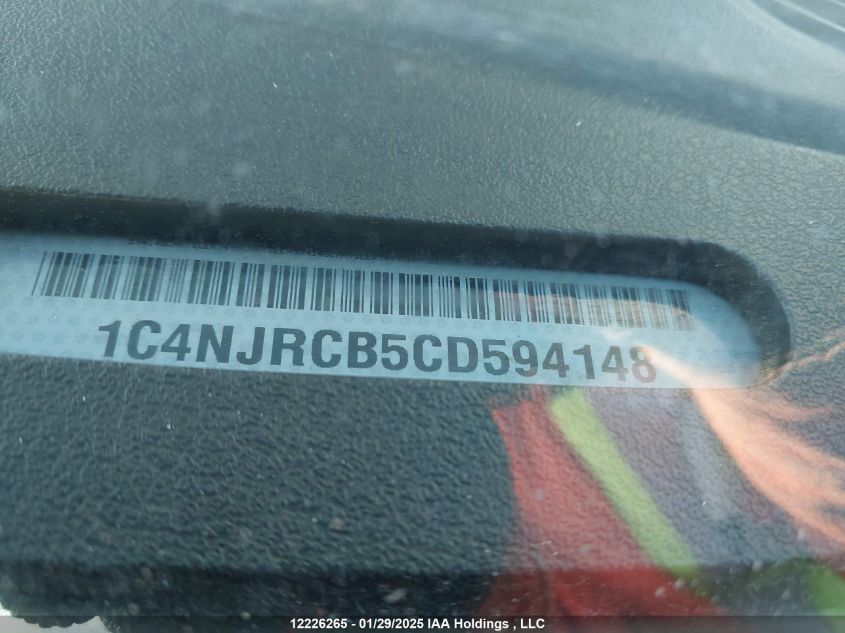 1C4NJRCB5CD594148
12226265 - 01/29/2025 IAA Holdings , LLC